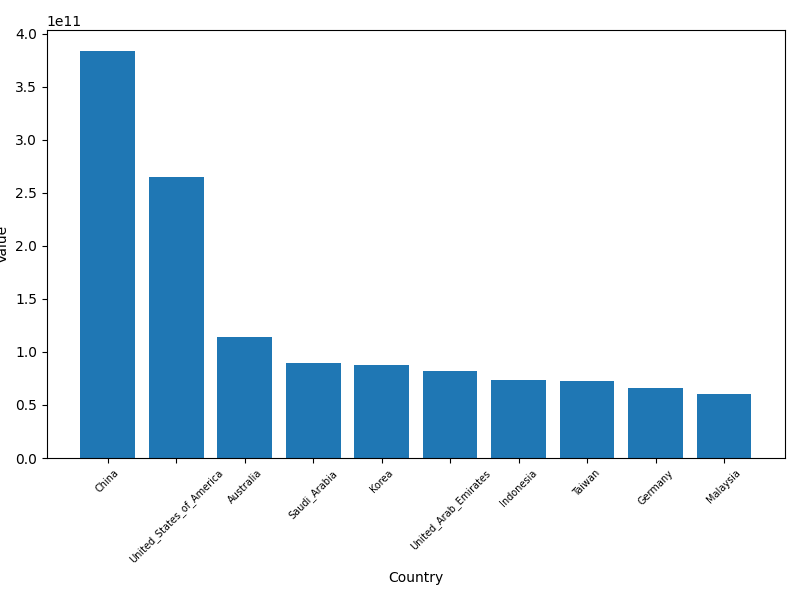 1e11
4.0
3.5
3.0
2.5
2.0
1.5
1.0
0.5
0.0
China
United_States_of_America
Australia
Saudi_Arabia
Korea
United_Arab_Emirates
Indonesia
Taiwan
Germany
Malaysia
Country